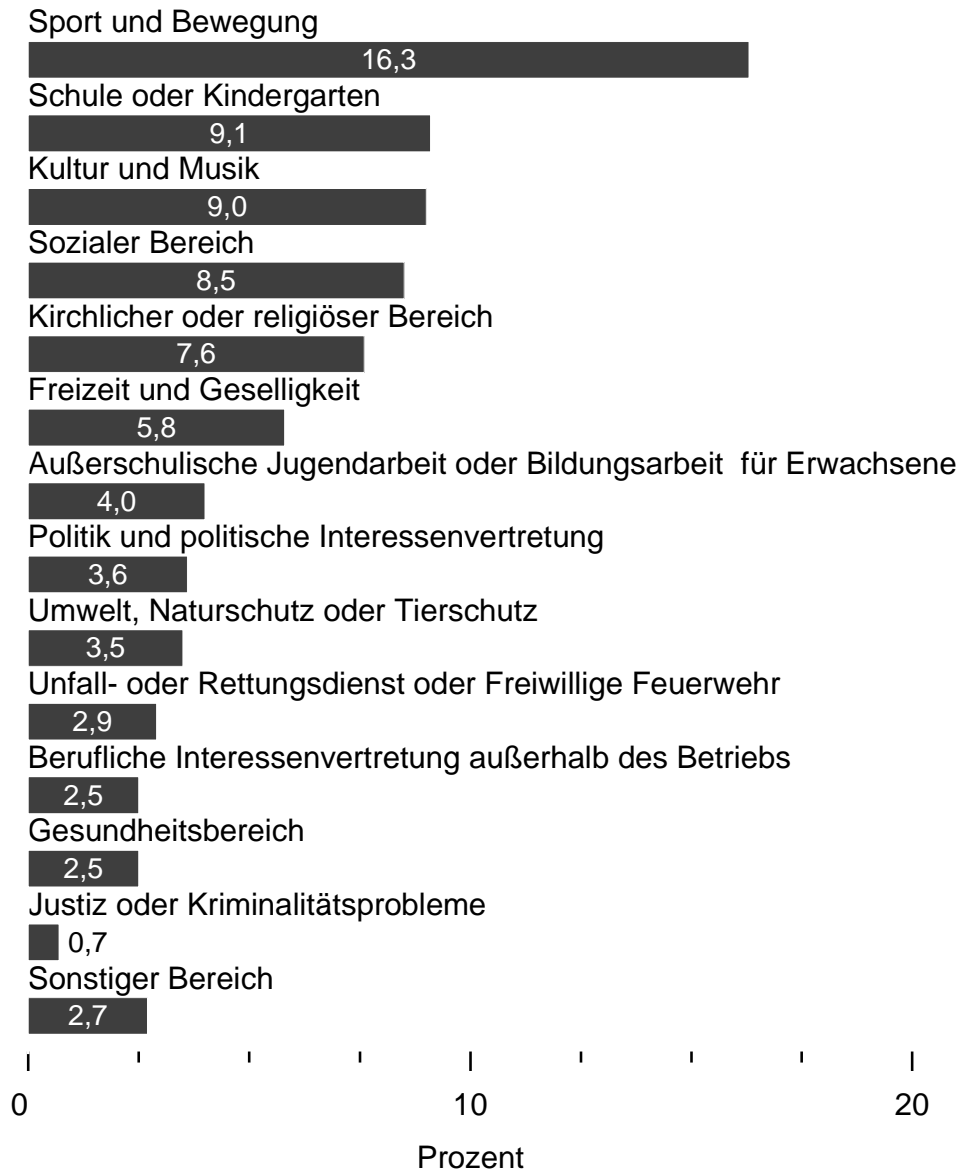 Sport und Bewegung
16,3
Schule oder Kindergarten
9,1
Kultur und Musik
9,0
Sozialer Bereich
8,5
Kirchlicher oder religiöser Bereich
7,6
Freizeit und Geselligkeit
5,8
Außerschulische Jugendarbeit oder Bildungsarbeit  für Erwachsene
4,0
Politik und politische Interessenvertretung
3,6
Umwelt, Naturschutz oder Tierschutz
3,5
Unfall- oder Rettungsdienst oder Freiwillige Feuerwehr
2,9
Berufliche Interessenvertretung außerhalb des Betriebs
2,5
Gesundheitsbereich
2,5
Justiz oder Kriminalitätsprobleme
0,7
Sonstiger Bereich
2,7
0 10 20
Prozent